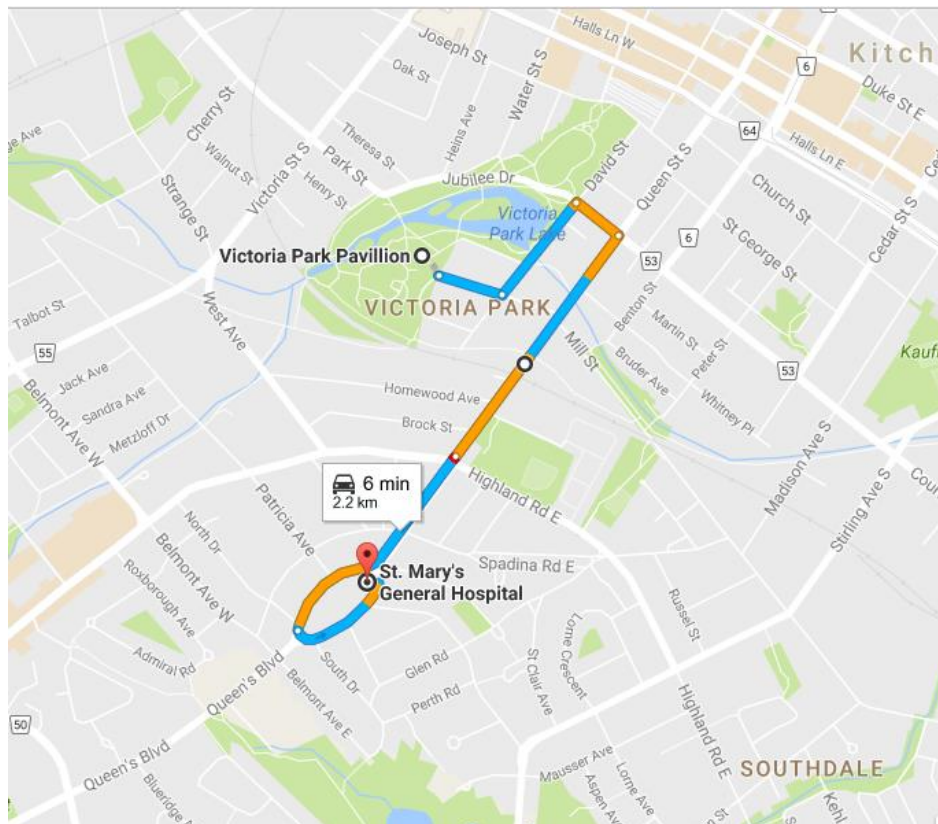 Joseph St
Halls Ln W
Kitch
6
Oak St
Water St S
Duke St E
Cherry St
Heins Ave
64
Halls Ln E
Walnut St
Theresa St
Park St
David St
Queen St S
Victoria St S
Henry St
Jubilee Dr
Church St
Strange St
Victoria
Park Lake
St George St
Cedar St S
6
Victoria Park Pavillion
53
West Ave
VICTORIA PARK
Benton St
Talbot St
Martin St
Mill St
Peter St
55
Bruder Ave
Kaufl
Jack Ave
53
Belmont Ave W
Sandra Ave
Homewood Ave
Whitney Pl
Metzloff Dr
Brock St
Madison Ave S
6 min
2.2 km
Highland Rd E
Stirling Ave S
Patricia Ave
North Dr
Belmont Ave W
Spadina Rd E
St. Mary's
General Hospital
Roxborough Ave
Russel St
Lorne Crescent
Admiral Rd
South Dr
Glen Rd
St Clair Ave
Queen's Blvd
Belmont Ave E
Perth Rd
50
Highland Rd E
Queen's Blvd
Mausser Ave
SOUTHDALE
Blueridge Ave
Aspen Ave
Lorne Ave
Kehl